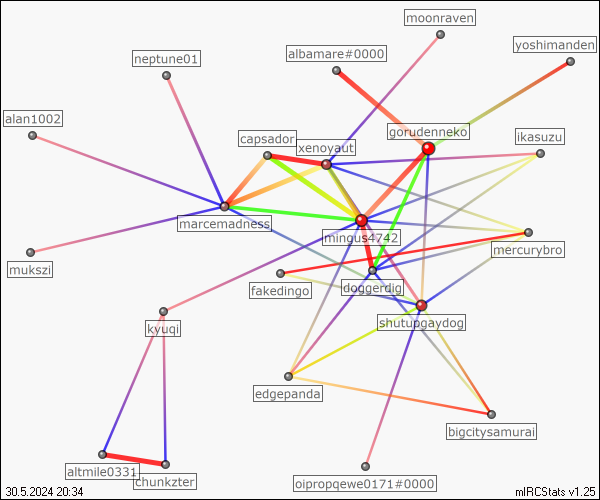 moonraven
yoshimanden
albamare#0000
neptune01
alan1002
gorudenneko
ikasuzu
capsador
xenoyaut
marcemadness
mingus4742
mercurybro
mukszi
doggerdig
fakedingo
shutupgaydog
kyuqi
edgepanda
bigcitysamurai
altmile0331
chunkzter
oipropqewe0171#0000
30.5.2024 20:34
mIRCStats v1.25